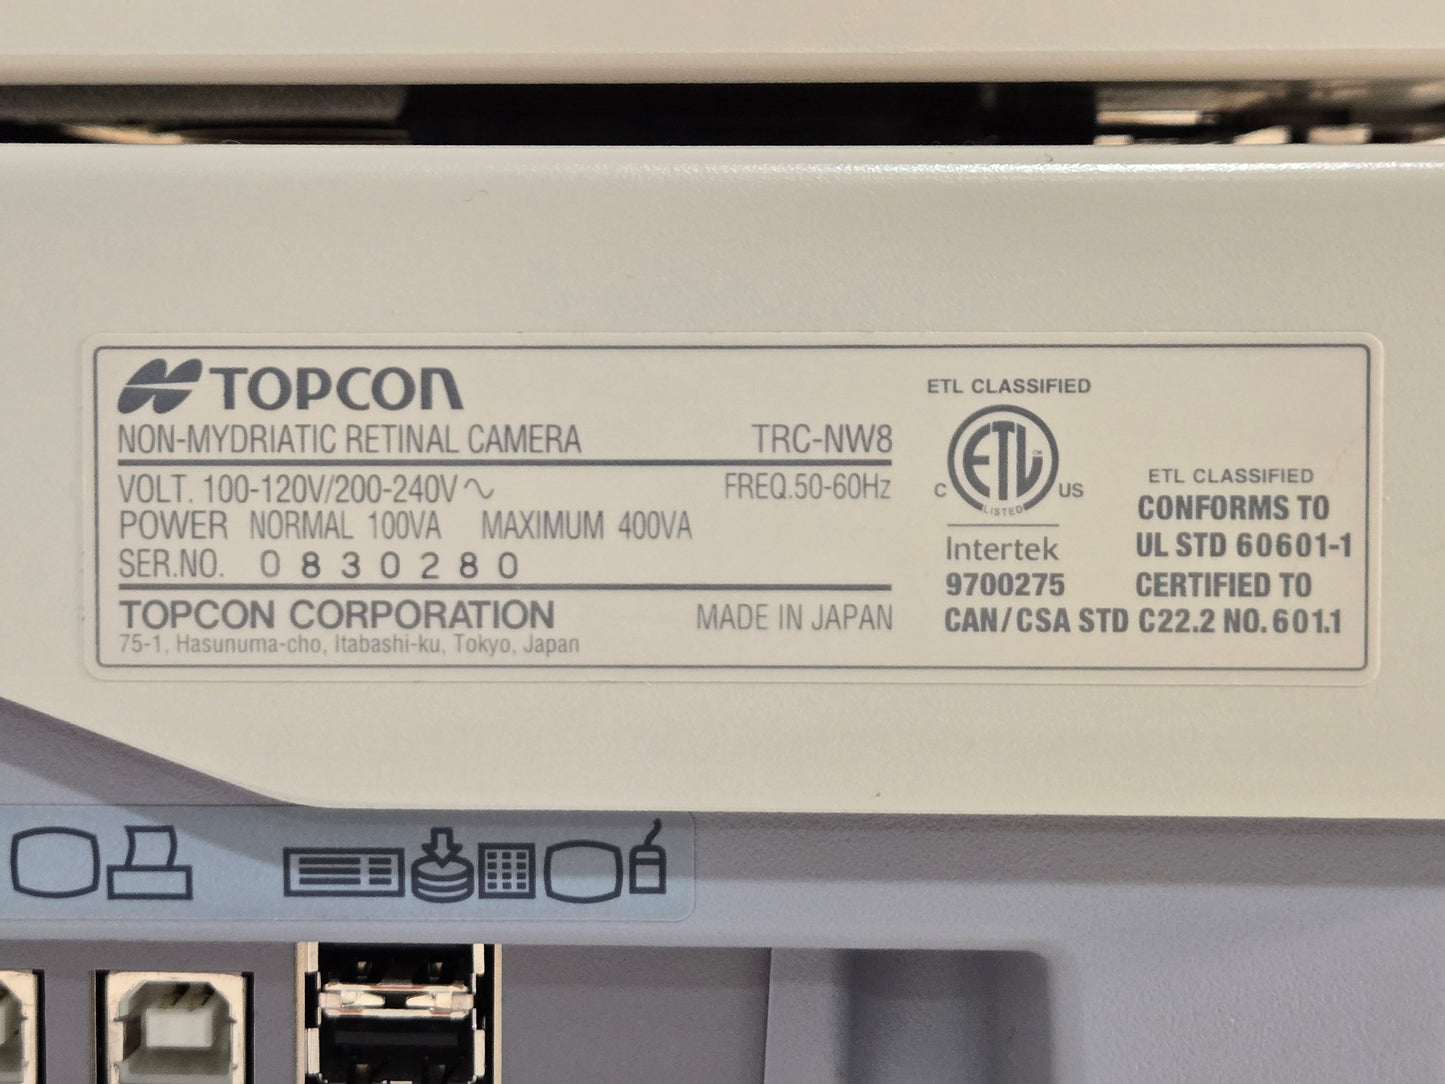 TOPCON
NON-MYDRIATIC RETINAL CAMERA TRC-NW8
VOLT. 100-120V/200-240V∿ FREQ.50-60Hz
POWER NORMAL 100VA MAXIMUM 400VA
SER.NO. 0830280
TOPCON CORPORATION MADE IN JAPAN
75-1, Hasunuma-cho, Itabashi-ku, Tokyo, Japan
ETL CLASSIFIED
ETL
CM
C US
LISTED
Intertek
9700275
ETL CLASSIFIED
CONFORMS TO
UL STD 60601-1
CERTIFIED TO
CAN/CSA STD C22.2 NO. 601.1